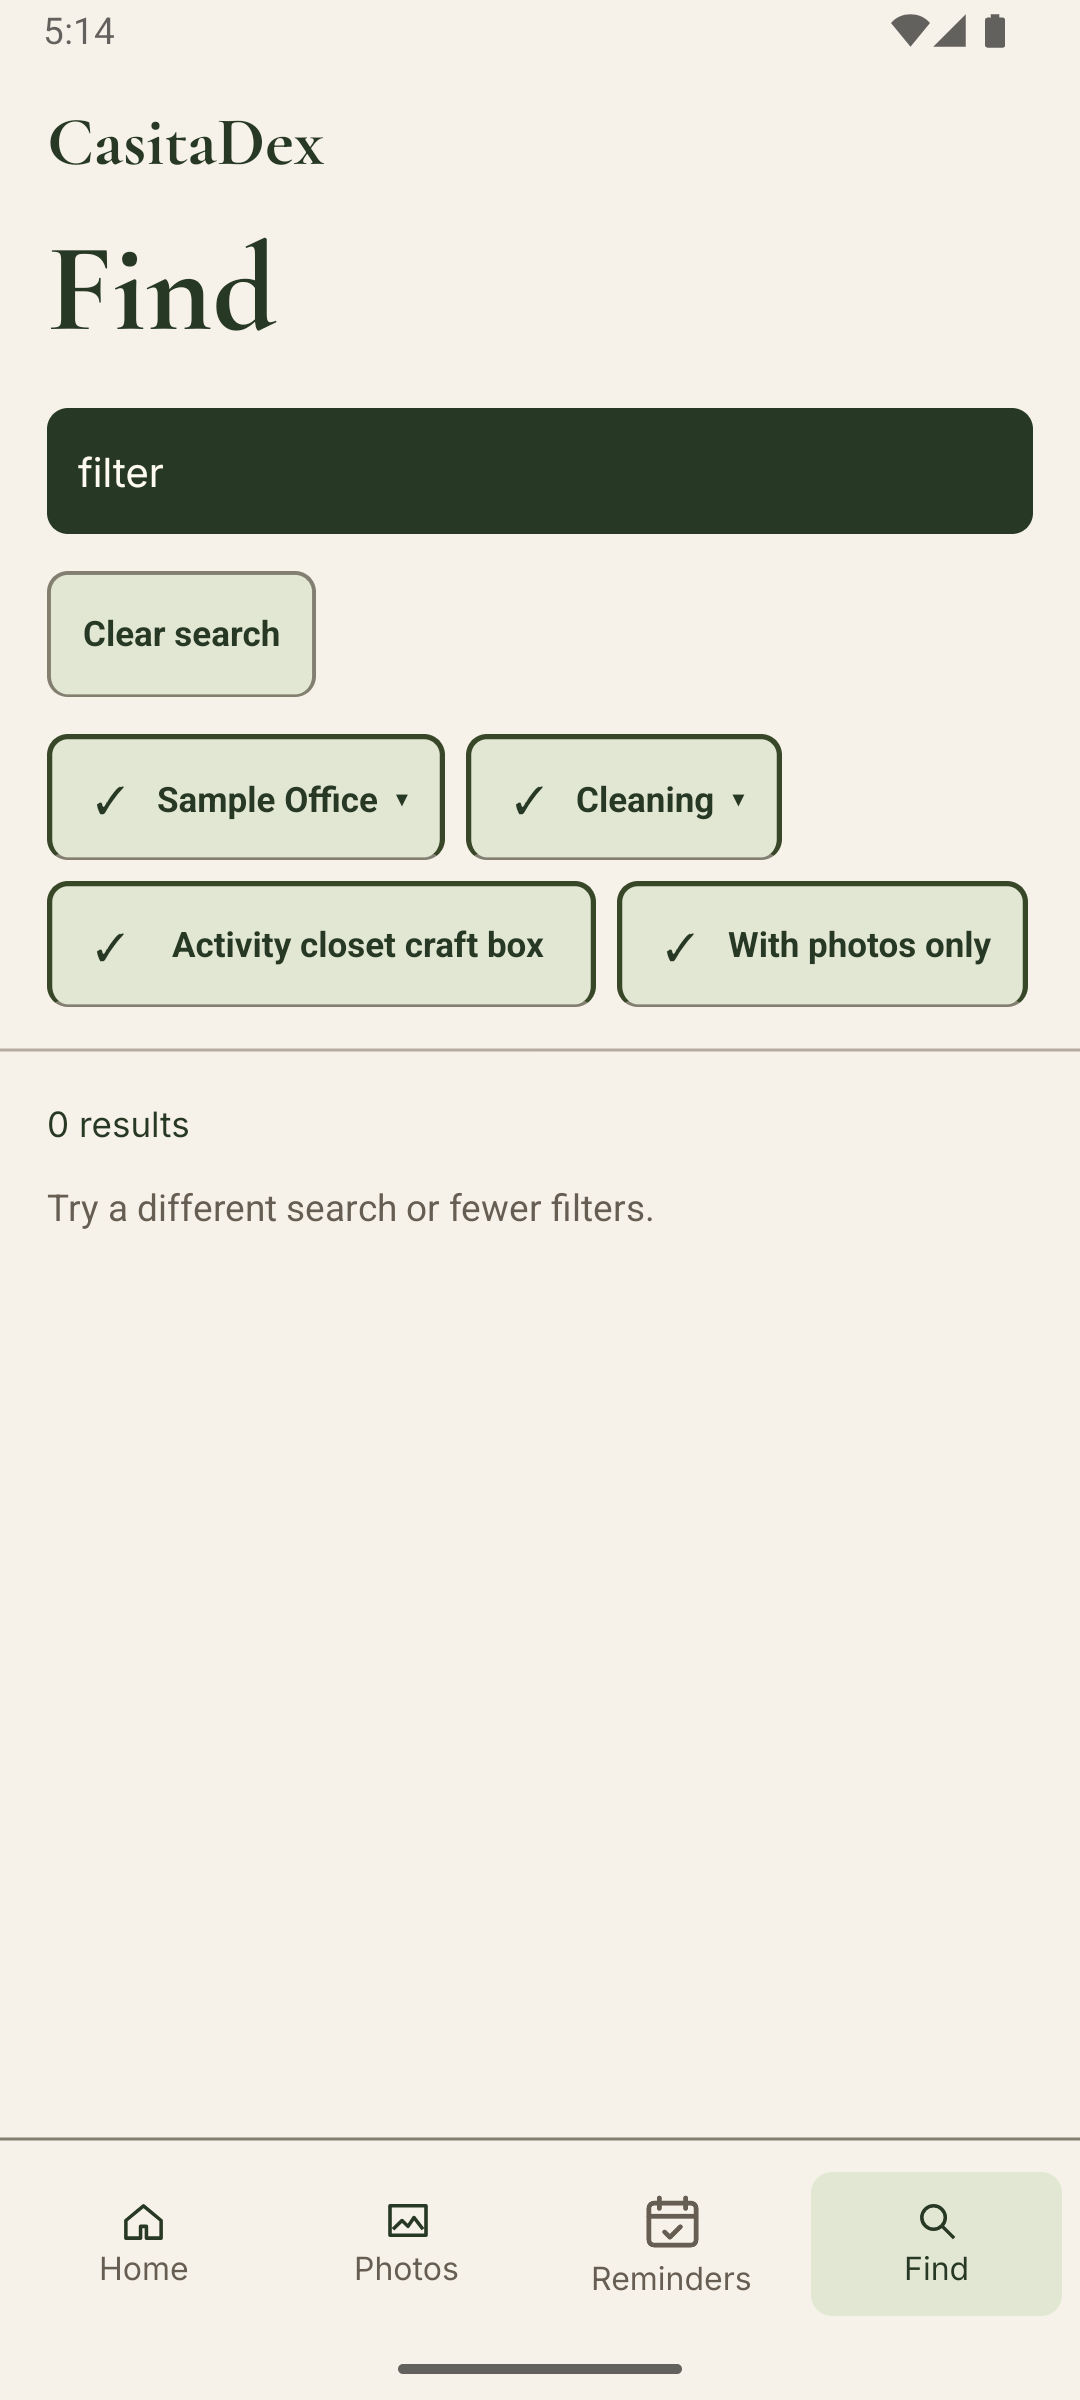 5:14
CasitaDex
Find
filter
Clear search
✓ Sample Office ▾
✓ Cleaning ▾
✓ Activity closet craft box
✓ With photos only
0 results
Try a different search or fewer filters.
Home
Photos
Reminders
Find